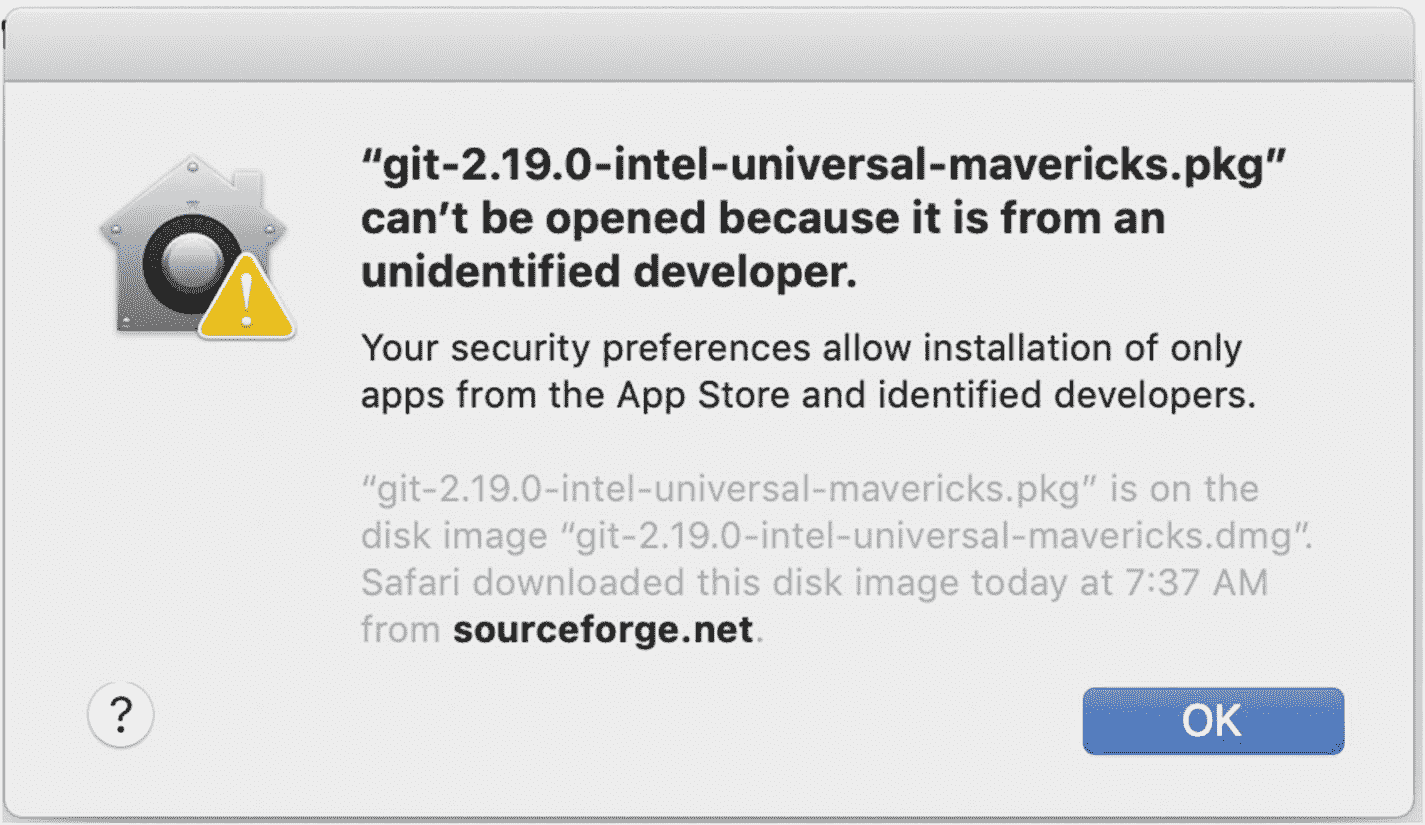 “git-2.19.0-intel-universal-mavericks.pkg”
can’t be opened because it is from an
unidentified developer.
Your security preferences allow installation of only
apps from the App Store and identified developers.
“git-2.19.0-intel-universal-mavericks.pkg” is on the
disk image “git-2.19.0-intel-universal-mavericks.dmg”.
Safari downloaded this disk image today at 7:37 AM
from sourceforge.net.
?
OK